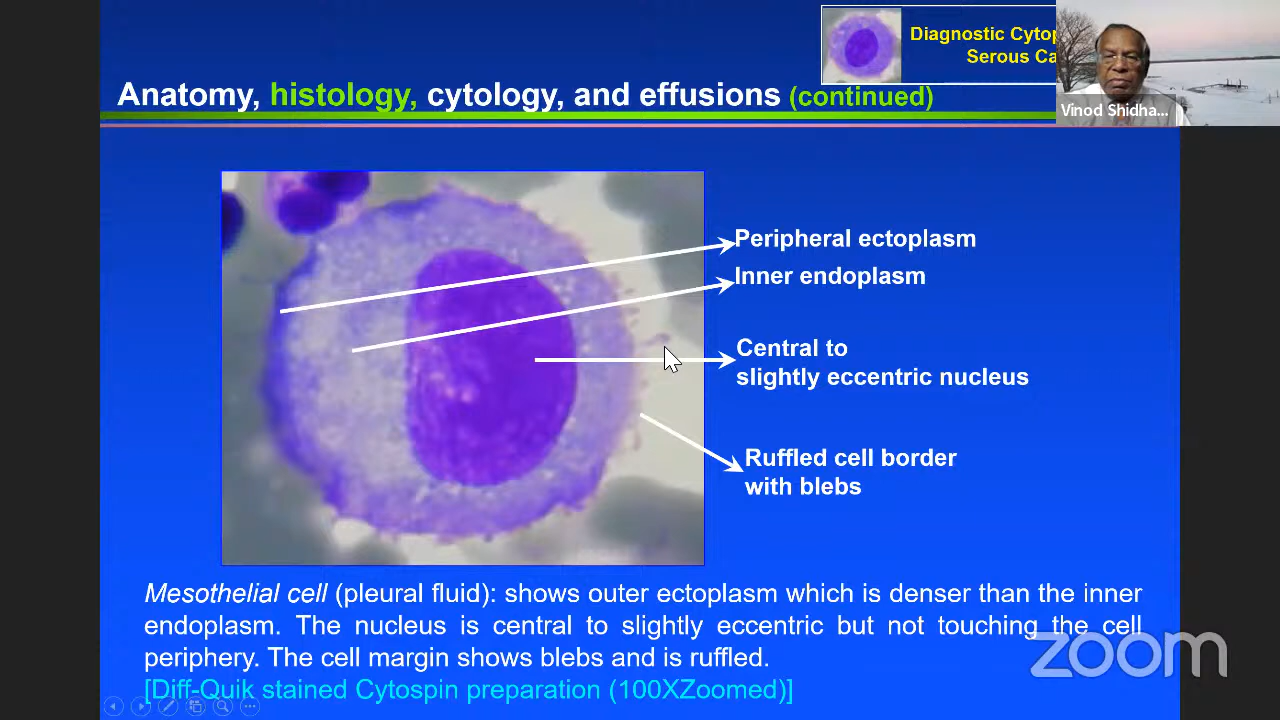 Diagnostic Cytop
Serous Ca
Vinod Shidha...
Anatomy, histology, cytology, and effusions (continued)
Peripheral ectoplasm
Inner endoplasm
Central to
slightly eccentric nucleus
Ruffled cell border
with blebs
Mesothelial cell (pleural fluid): shows outer ectoplasm which is denser than the inner
endoplasm. The nucleus is central to slightly eccentric but not touching the cell
periphery. The cell margin shows blebs and is ruffled.
[Diff-Quik stained Cytospin preparation (100XZoomed)]
zoom